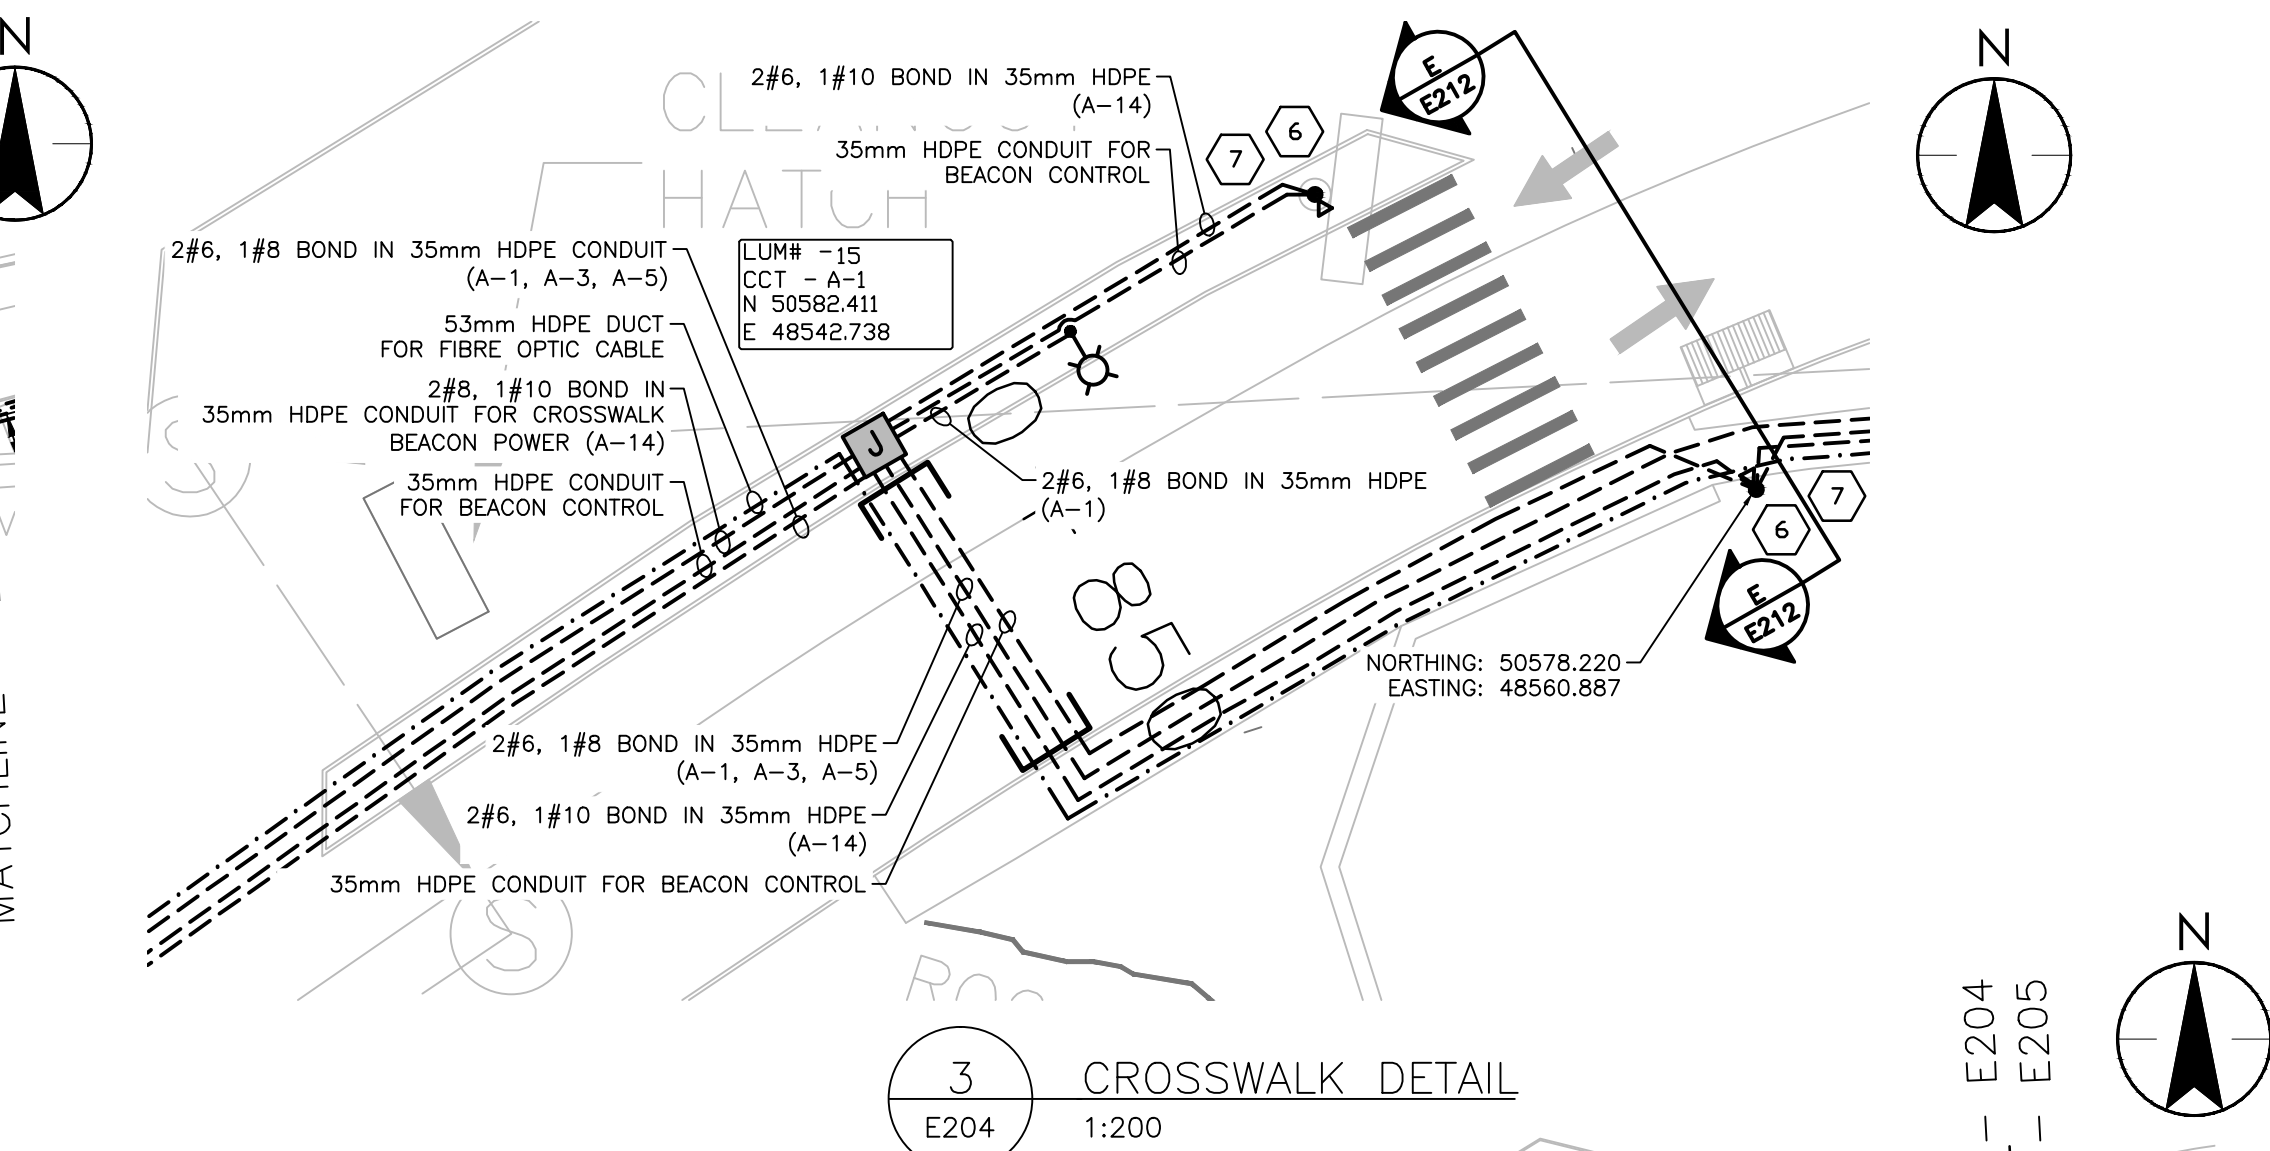 N
N
2#6, 1#10 BOND IN 35mm HDPE
(A-14)
35mm HDPE CONDUIT FOR
BEACON CONTROL
7
6
E
E212
HATCH
2#6, 1#8 BOND IN 35mm HDPE CONDUIT
(A-1, A-3, A-5)
53mm HDPE DUCT
FOR FIBRE OPTIC CABLE
2#8, 1#10 BOND IN
35mm HDPE CONDUIT FOR CROSSWALK
BEACON POWER (A-14)
35mm HDPE CONDUIT
FOR BEACON CONTROL
LUM# -15
CCT - A-1
N 50582.411
E 48542.738
J
2#6, 1#8 BOND IN 35mm HDPE
(A-1)
7
6
E
E212
85
NORTHING: 50578.220
EASTING: 48560.887
2#6, 1#8 BOND IN 35mm HDPE
(A-1, A-3, A-5)
2#6, 1#10 BOND IN 35mm HDPE
(A-14)
35mm HDPE CONDUIT FOR BEACON CONTROL
MATCHLINE
S
3
E204
CROSSWALK DETAIL
1:200
N
- E204
- E205